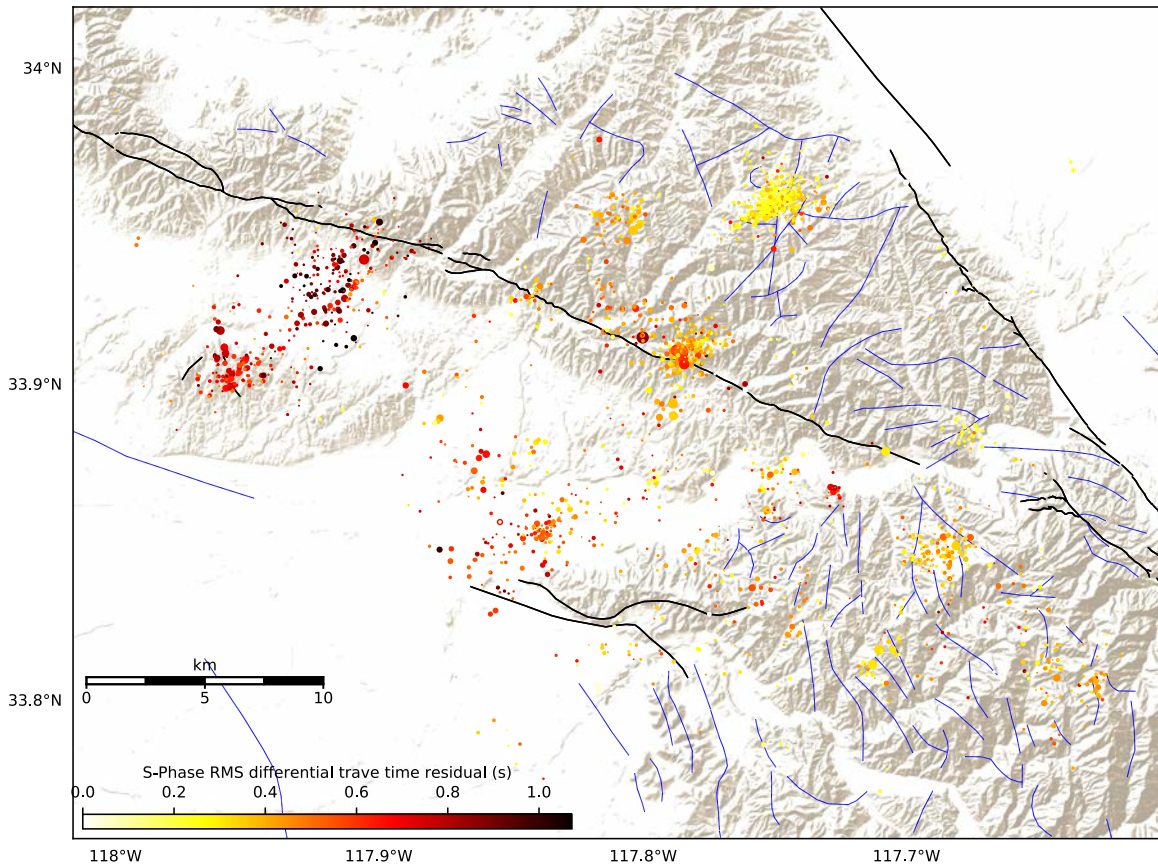 34°N
33.9°N
33.8°N
km
0 5 10
S-Phase RMS differential trave time residual (s)
0.0 0.2 0.4 0.6 0.8 1.0
118°W 117.9°W 117.8°W 117.7°W